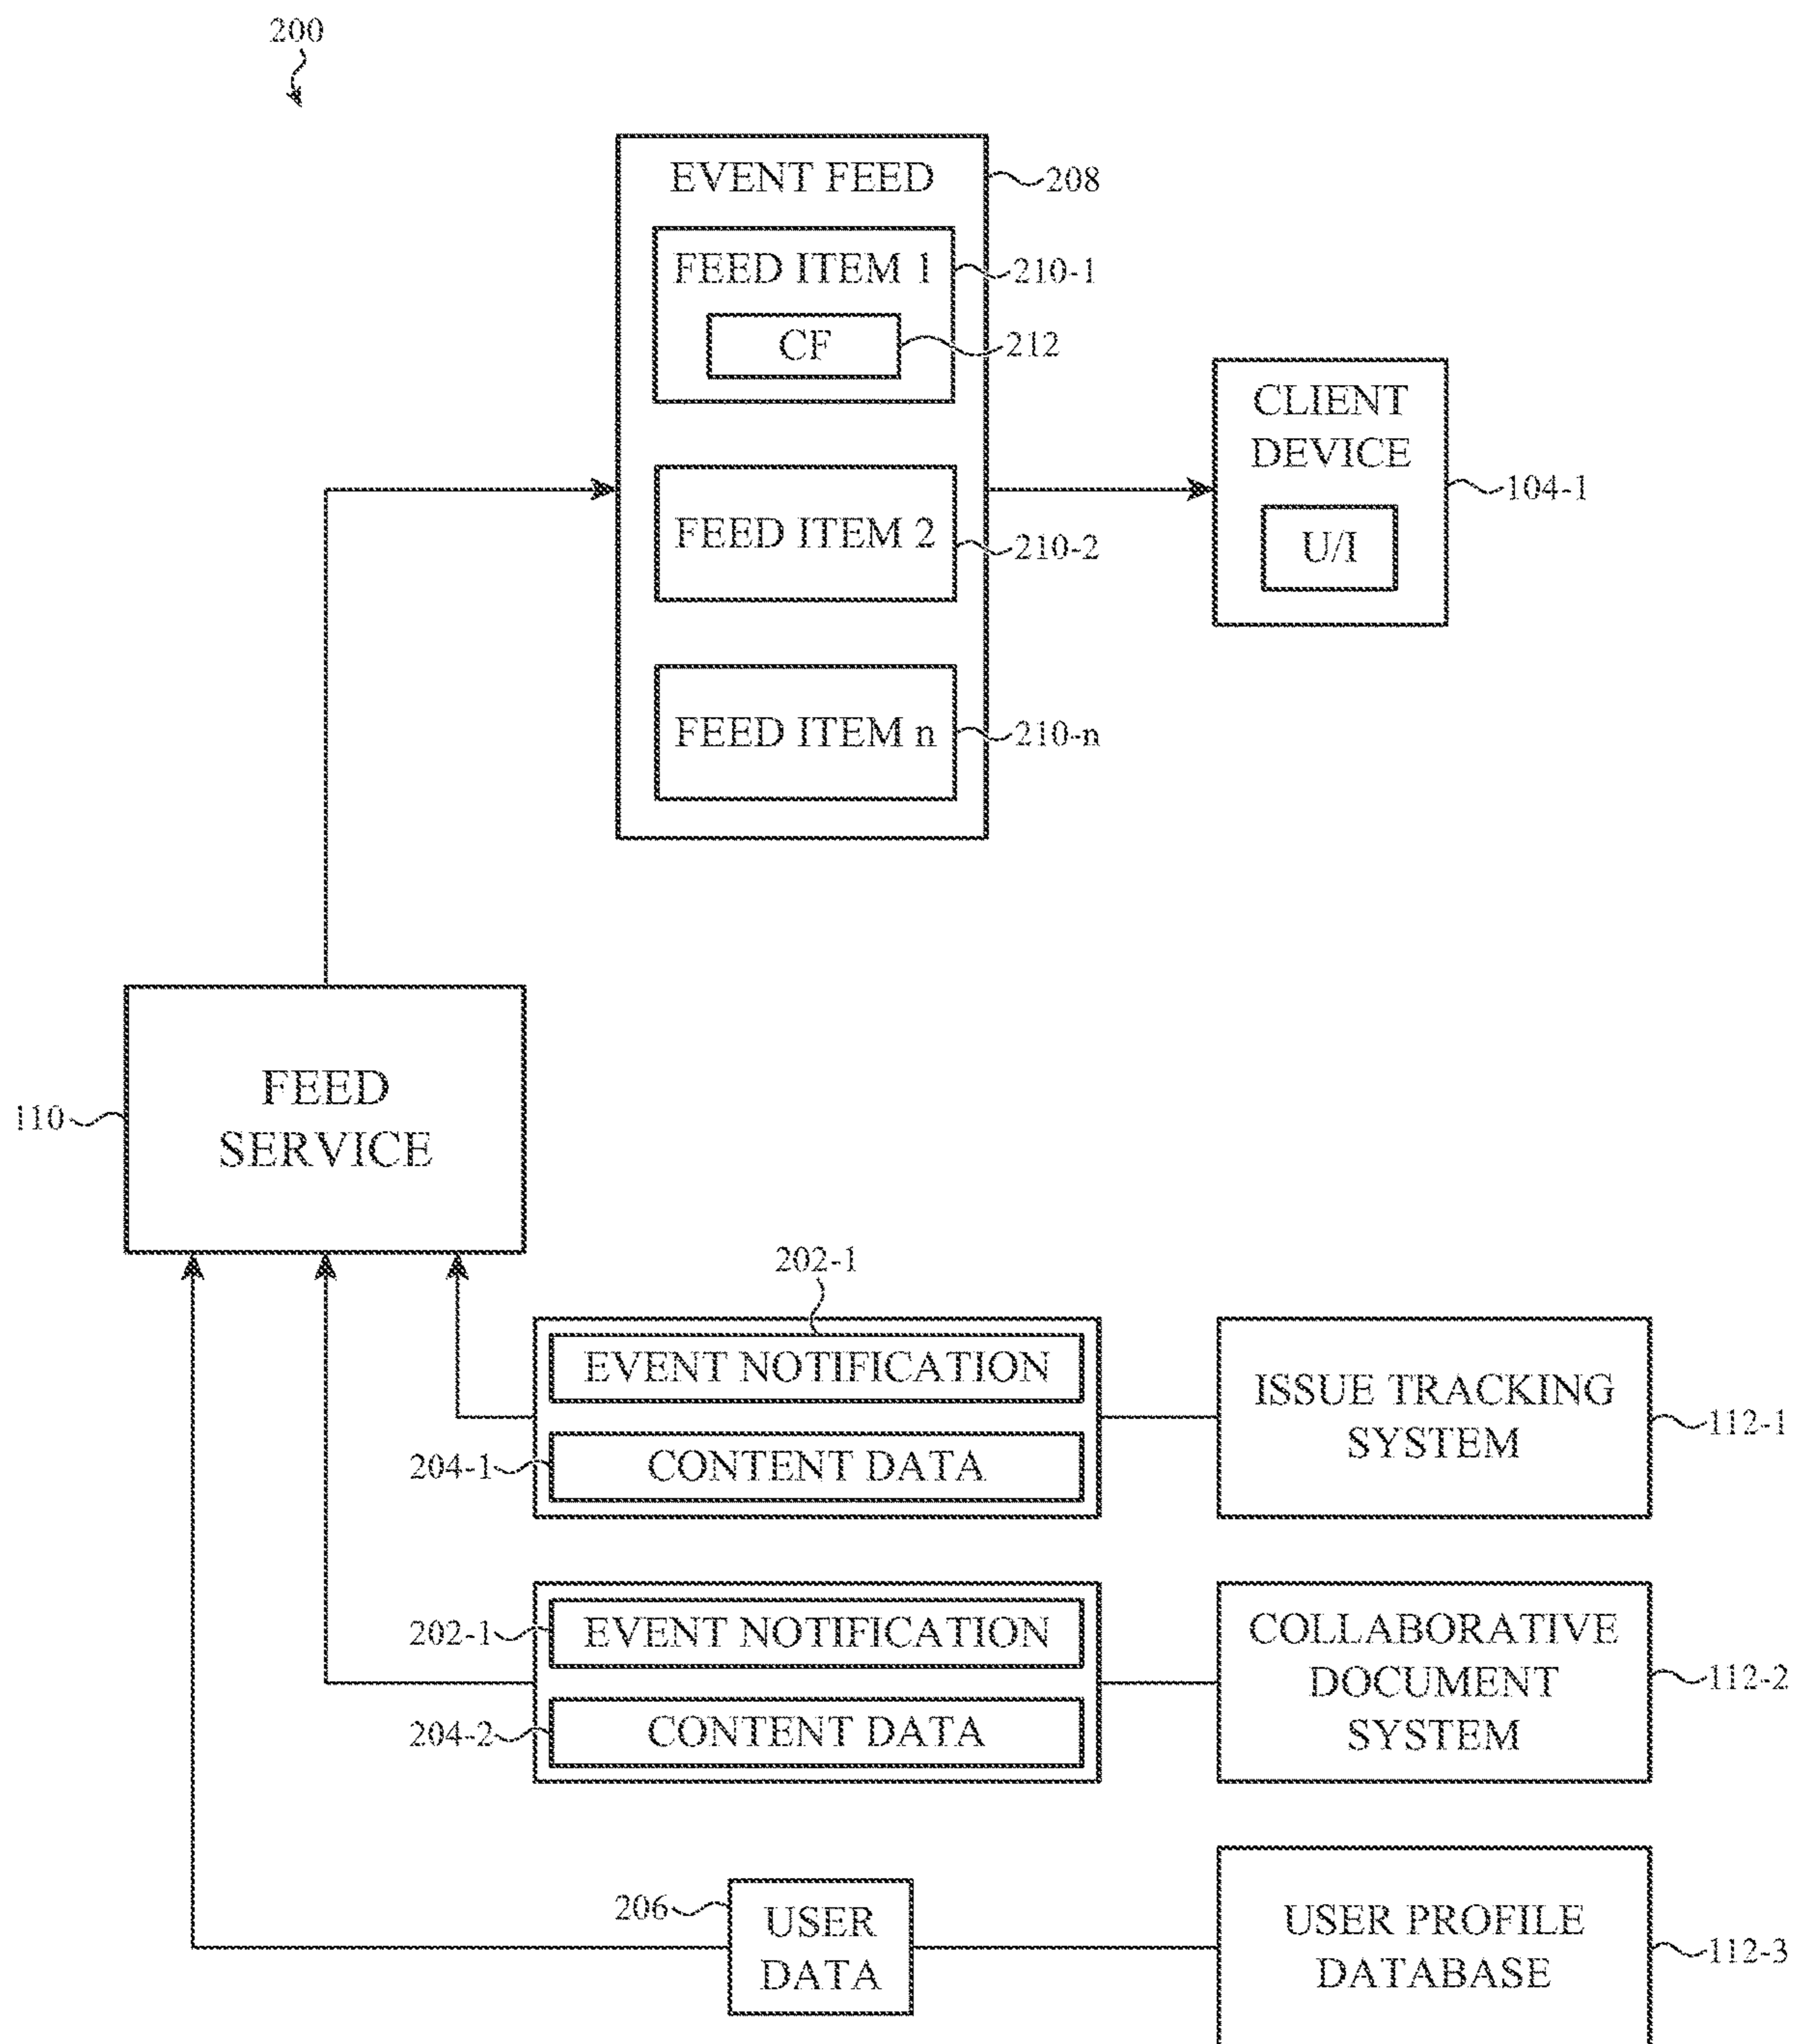 200
EVENT FEED
208
FEED ITEM 1
210-1
CF
212
CLIENT
DEVICE
104-1
U/I
FEED ITEM 2
210-2
FEED ITEM n
210-n
FEED
SERVICE
110
202-1
EVENT NOTIFICATION
204-1
CONTENT DATA
ISSUE TRACKING
SYSTEM
112-1
202-1
EVENT NOTIFICATION
204-2
CONTENT DATA
COLLABORATIVE
DOCUMENT
SYSTEM
112-2
206
USER
DATA
USER PROFILE
DATABASE
112-3